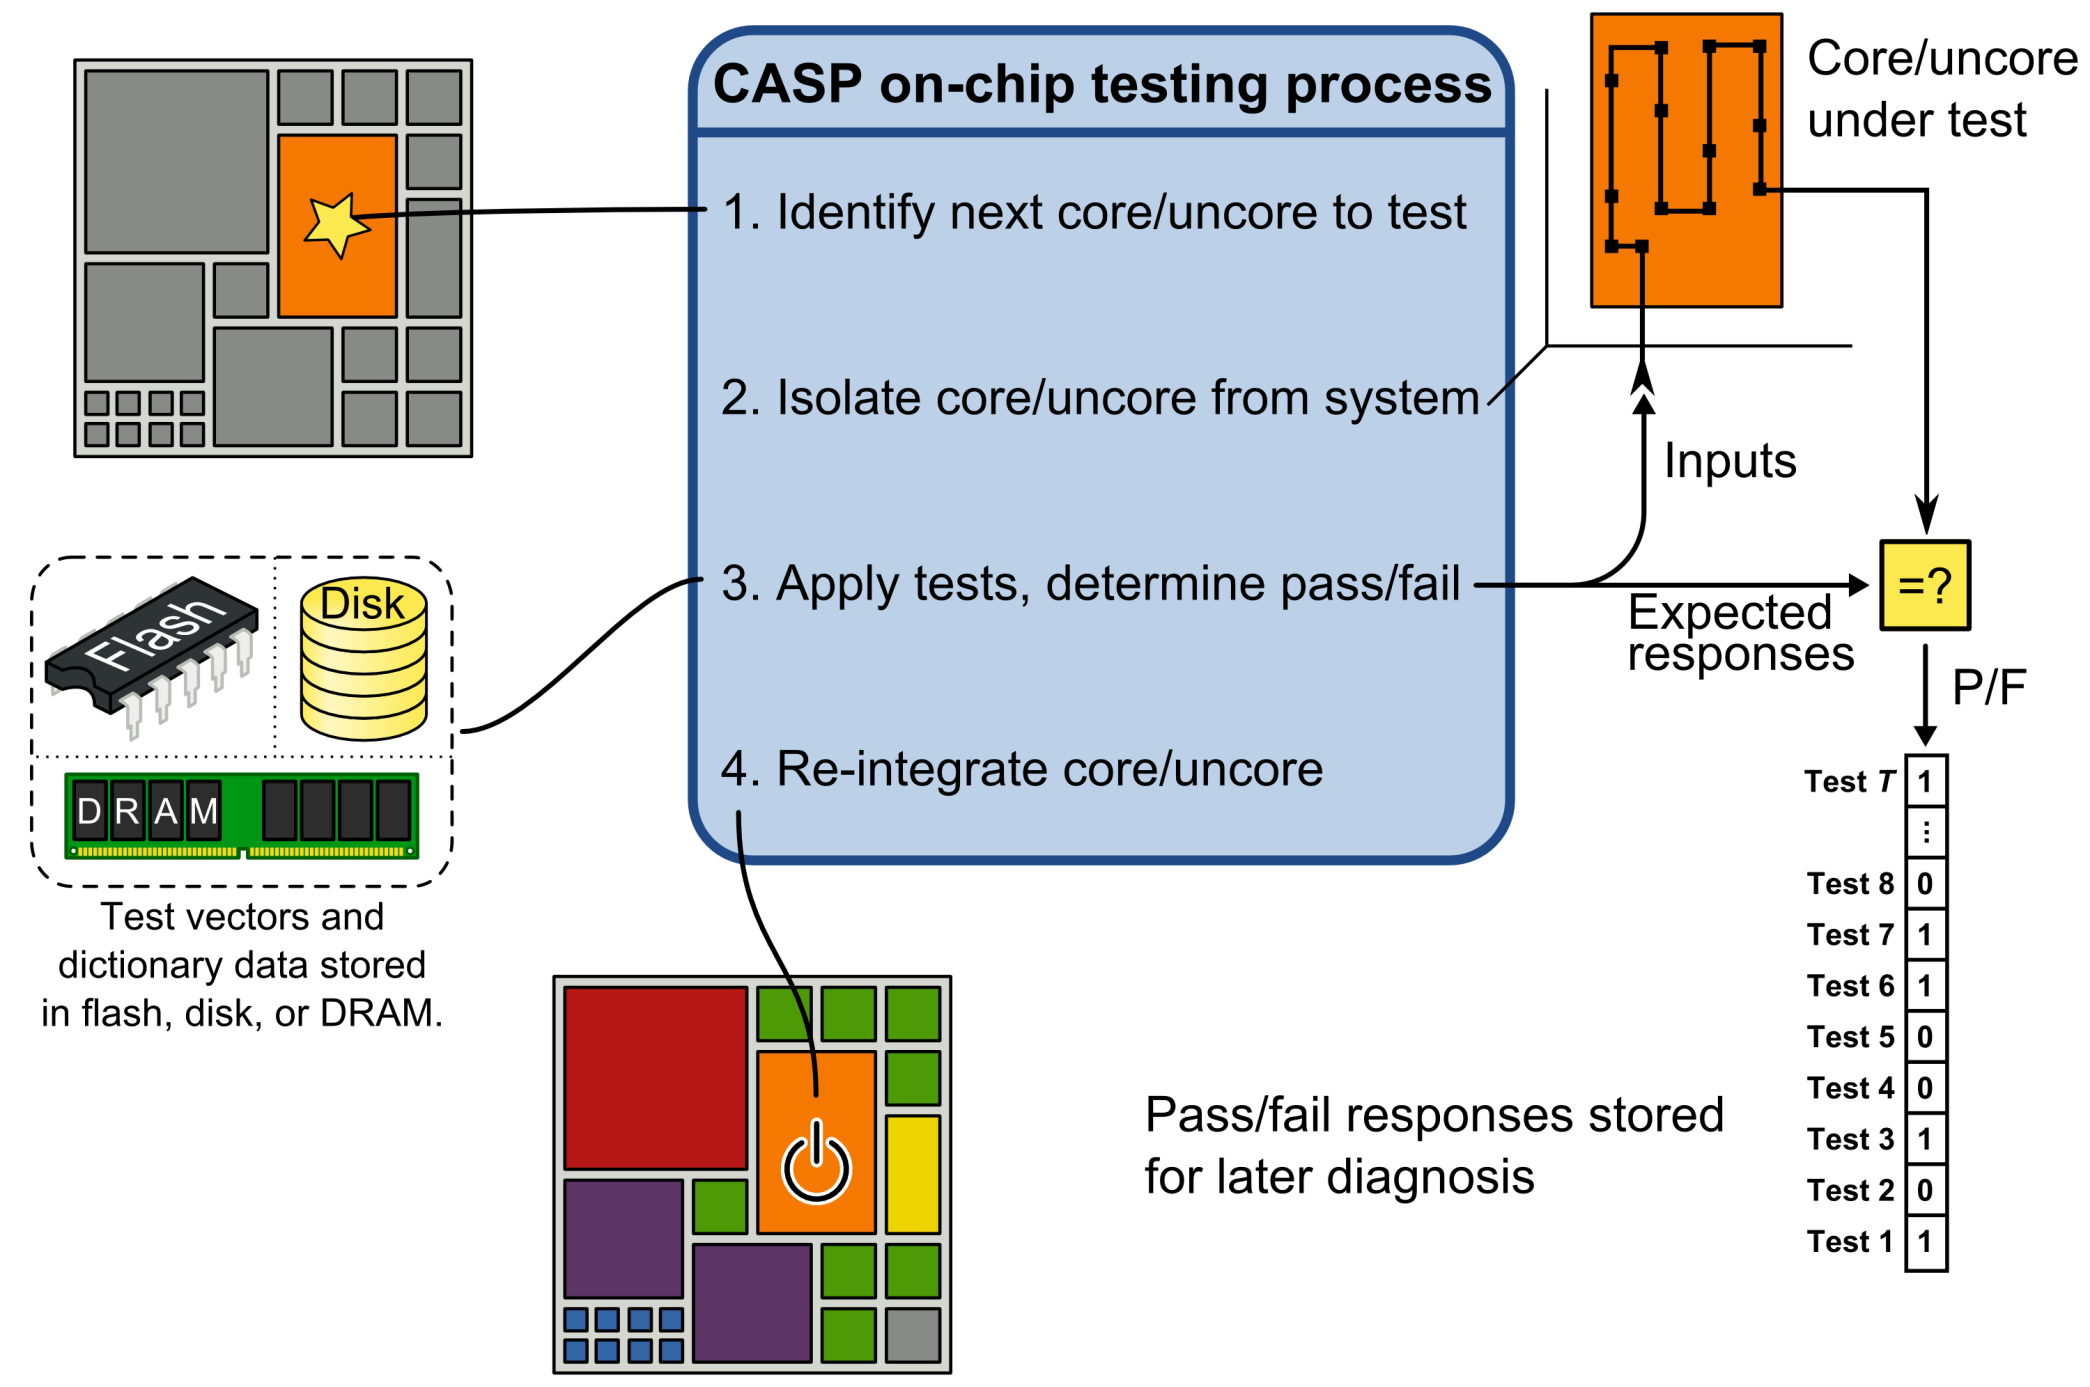 CASP on-chip testing process
1. Identify next core/uncore to test
2. Isolate core/uncore from system
3. Apply tests, determine pass/fail
4. Re-integrate core/uncore
Core/uncore
under test
Inputs
Expected
responses
=?
P/F
Flash
Disk
DRAM
Test vectors and
dictionary data stored
in flash, disk, or DRAM.
Pass/fail responses stored
for later diagnosis
Test T 1
⋮
Test 8 0
Test 7 1
Test 6 1
Test 5 0
Test 4 0
Test 3 1
Test 2 0
Test 1 1